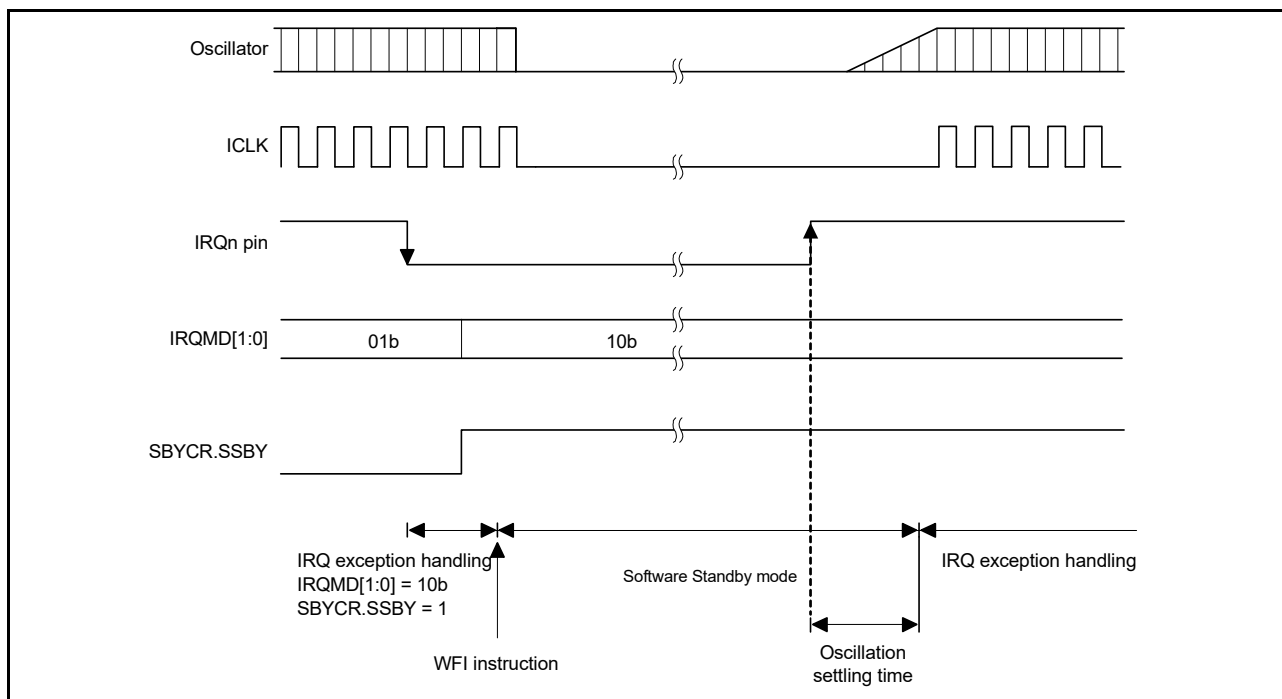 Oscillator
ICLK
IRQn pin
IRQMD[1:0]
01b
10b
SBYCR.SSBY
IRQ exception handling
IRQMD[1:0] = 10b
SBYCR.SSBY = 1
Software Standby mode
IRQ exception handling
WFI instruction
Oscillation
settling time